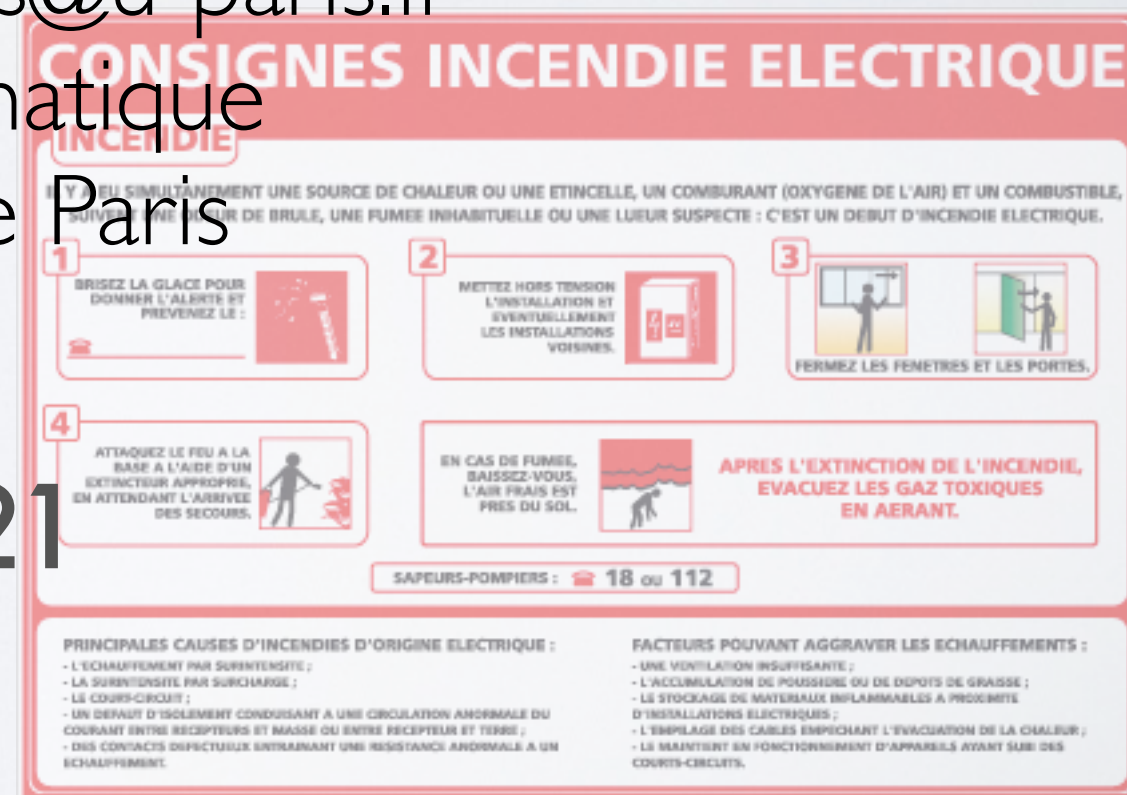 s@u-paris.fr
CONSIGNES INCENDIE ELECTRIQUE
matique
INCENDIE
IL Y A EU SIMULTANEMENT UNE SOURCE DE CHALEUR OU UNE ETINCELLE, UN COMBURANT (OXYGENE DE L'AIR) ET UN COMBUSTIBLE,
SUIVENT UNE ODEUR DE BRULE, UNE FUMEE INHABITUELLE OU UNE LUEUR SUSPECTE : C'EST UN DEBUT D'INCENDIE ELECTRIQUE.
e Paris
1
BRISEZ LA GLACE POUR
DONNER L'ALERTE ET
PREVENEZ LE :
2
METTEZ HORS TENSION
L'INSTALLATION ET
EVENTUELLEMENT
LES INSTALLATIONS
VOISINES.
3
FERMEZ LES FENETRES ET LES PORTES.
4
ATTAQUEZ LE FEU A LA
BASE A L'AIDE D'UN
EXTINCTEUR APPROPRIE,
EN ATTENDANT L'ARRIVEE
DES SECOURS.
21
EN CAS DE FUMEE,
BAISSEZ-VOUS,
L'AIR FRAIS EST
PRES DU SOL.
APRES L'EXTINCTION DE L'INCENDIE,
EVACUEZ LES GAZ TOXIQUES
EN AERANT.
SAPEURS-POMPIERS : ☎ 18 ou 112
PRINCIPALES CAUSES D'INCENDIES D'ORIGINE ELECTRIQUE :
- L'ECHAUFFEMENT PAR SURINTENSITE ;
- LA SURINTENSITE PAR SURCHARGE ;
- LE COURT-CIRCUIT ;
- UN DEFAUT D'ISOLEMENT CONDUISANT A UNE CIRCULATION ANORMALE DU
COURANT ENTRE RECEPTEURS ET MASSE OU ENTRE RECEPTEUR ET TERRE ;
- DES CONTACTS DEFECTUEUX ENTRAINANT UNE RESISTANCE ANORMALE A UN
ECHAUFFEMENT.
FACTEURS POUVANT AGGRAVER LES ECHAUFFEMENTS :
- UNE VENTILATION INSUFFISANTE ;
- L'ACCUMULATION DE POUSSIERE OU DE DEPOTS DE GRAISSE ;
- LE STOCKAGE DE MATERIAUX INFLAMMABLES A PROXIMITE
D'INSTALLATIONS ELECTRIQUES ;
- L'EMPILAGE DES CABLES EMPECHANT L'EVACUATION DE LA CHALEUR ;
- LE MAINTIENT EN FONCTIONNEMENT D'APPAREILS AYANT SUBI DES
COURTS-CIRCUITS.